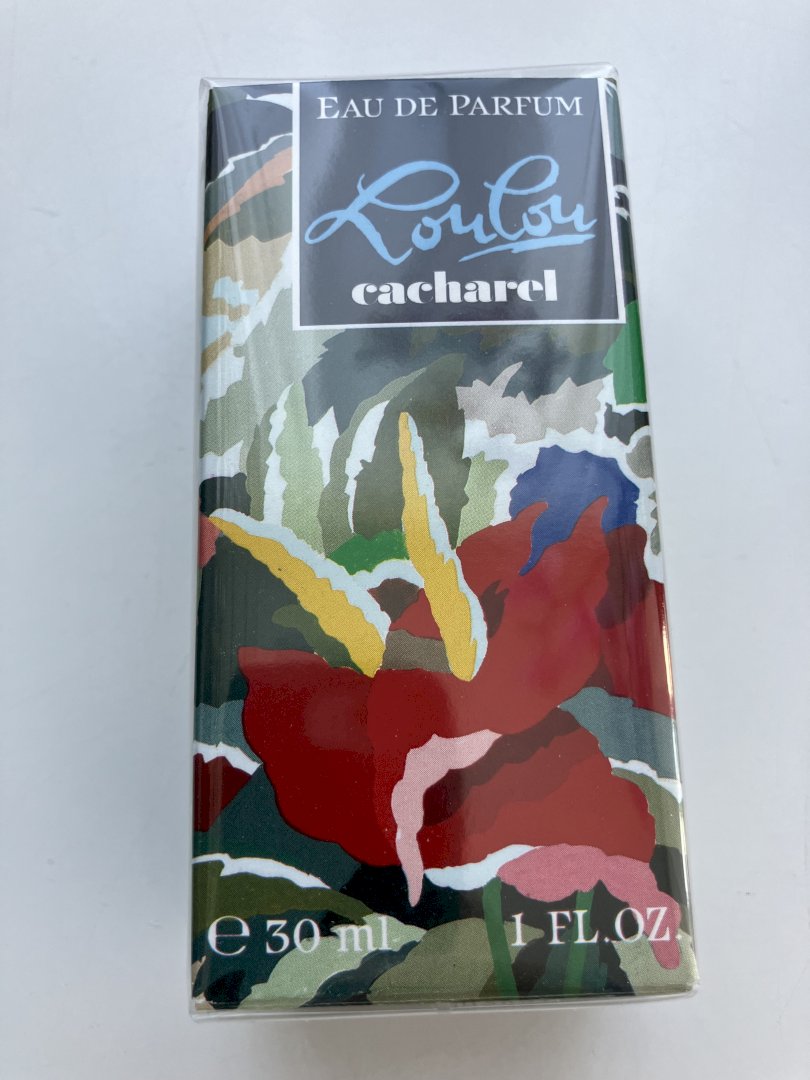 EAU DE PARFUM
Loulou
cacharel
℮ 30 ml 1 FL.OZ.